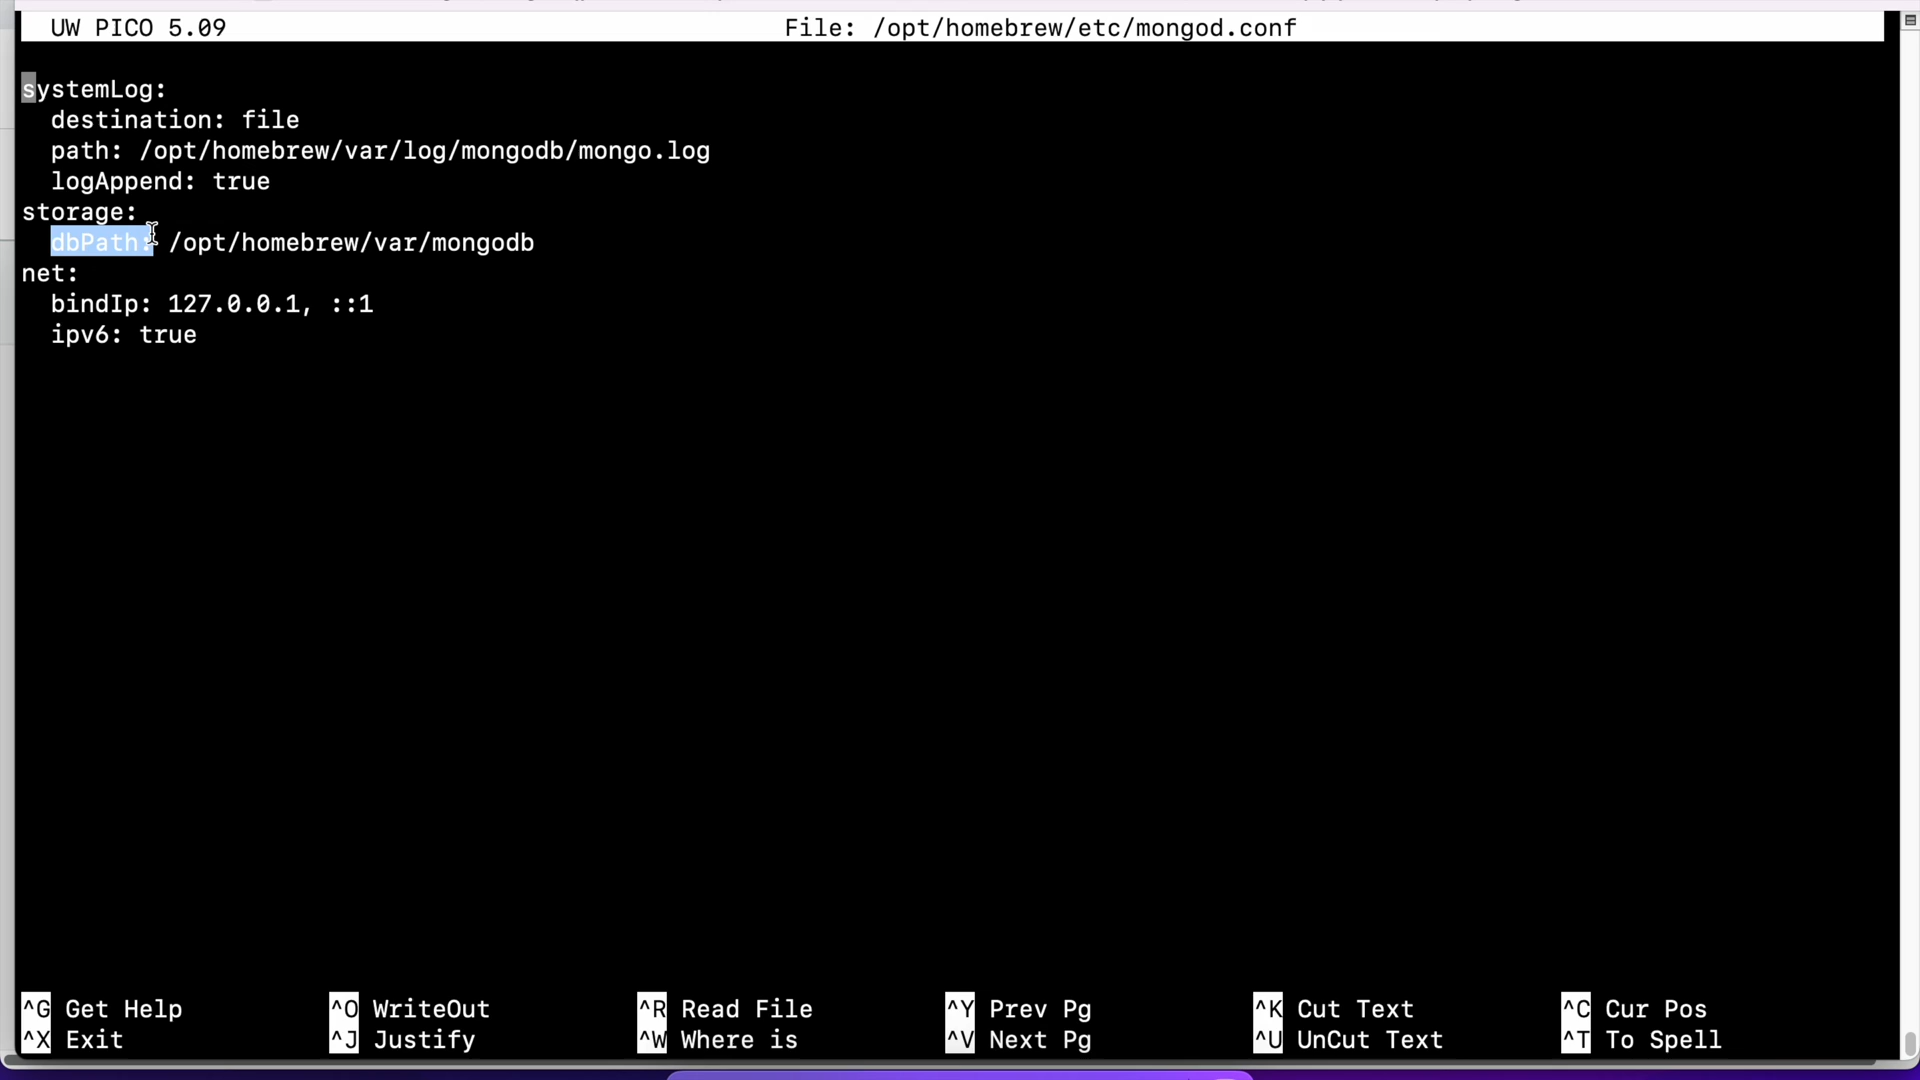 UW PICO 5.09 File: /opt/homebrew/etc/mongod.conf
systemLog:
  destination: file
  path: /opt/homebrew/var/log/mongodb/mongo.log
  logAppend: true
storage:
  dbPath: /opt/homebrew/var/mongodb
net:
  bindIp: 127.0.0.1, ::1
  ipv6: true
^G Get Help ^O WriteOut ^R Read File ^Y Prev Pg ^K Cut Text ^C Cur Pos
^X Exit ^J Justify ^W Where is ^V Next Pg ^U UnCut Text ^T To Spell